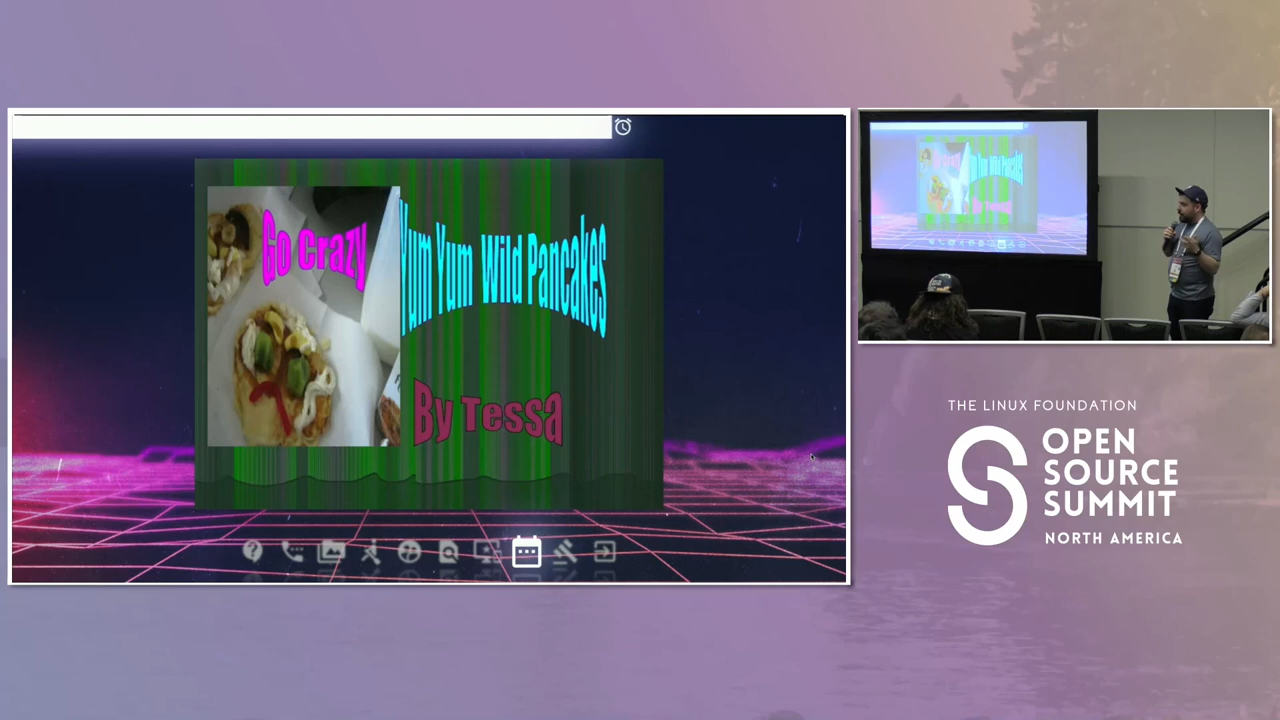 Go Crazy
Yum Yum Wild Pancakes
By Tessa
THE LINUX FOUNDATION
OPEN
SOURCE
SUMMIT
NORTH AMERICA